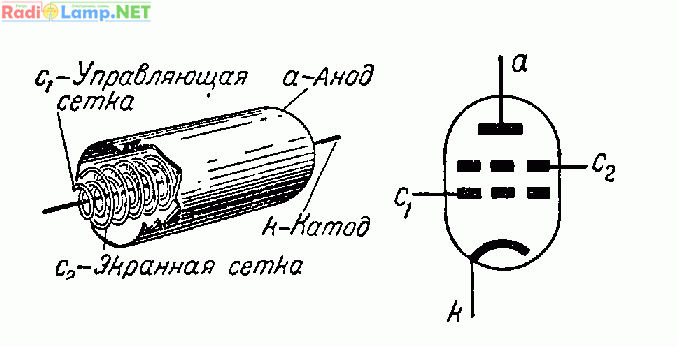 RadioLamp.NET
c₁-Управляющая
сетка
a-Анод
k-Катод
c₂-Экранная сетка
a
c₂
c₁
k